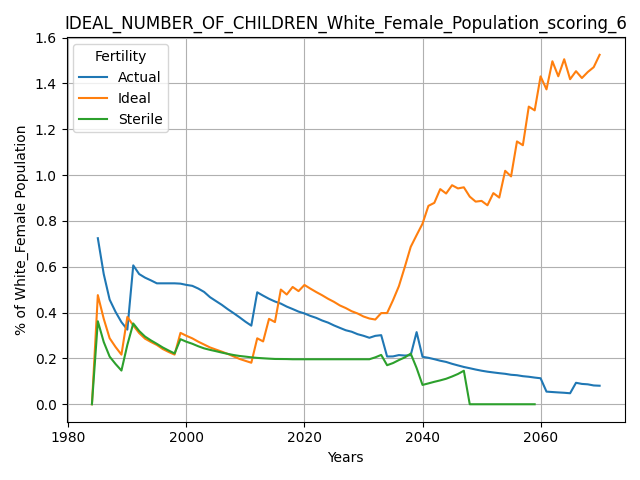 IDEAL_NUMBER_OF_CHILDREN_White_Female_Population_scoring_6
Fertility
Actual
Ideal
Sterile
% of White_Female Population
1.6
1.4
1.2
1.0
0.8
0.6
0.4
0.2
0.0
1980
2000
2020
2040
2060
Years